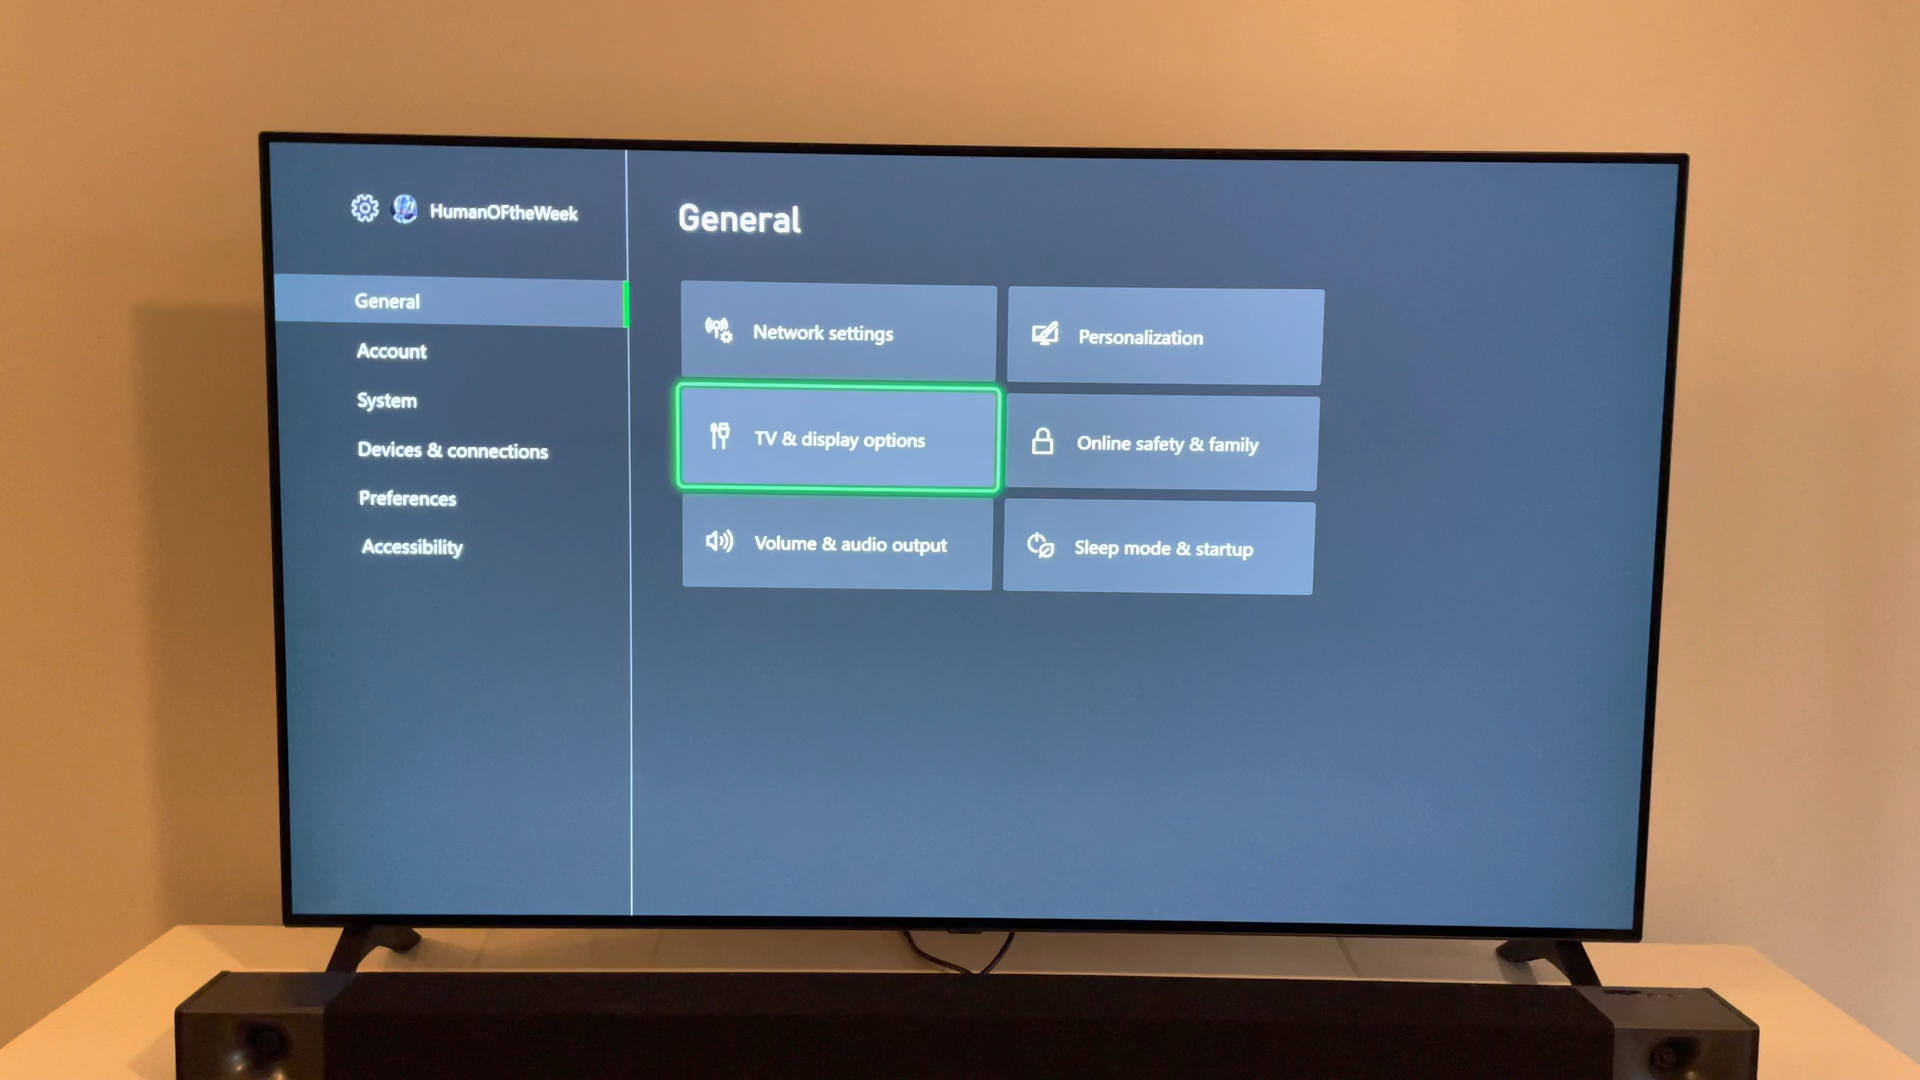 HumanOFtheWeek
General
Account
System
Devices & connections
Preferences
Accessibility
General
Network settings
Personalization
TV & display options
Online safety & family
Volume & audio output
Sleep mode & startup